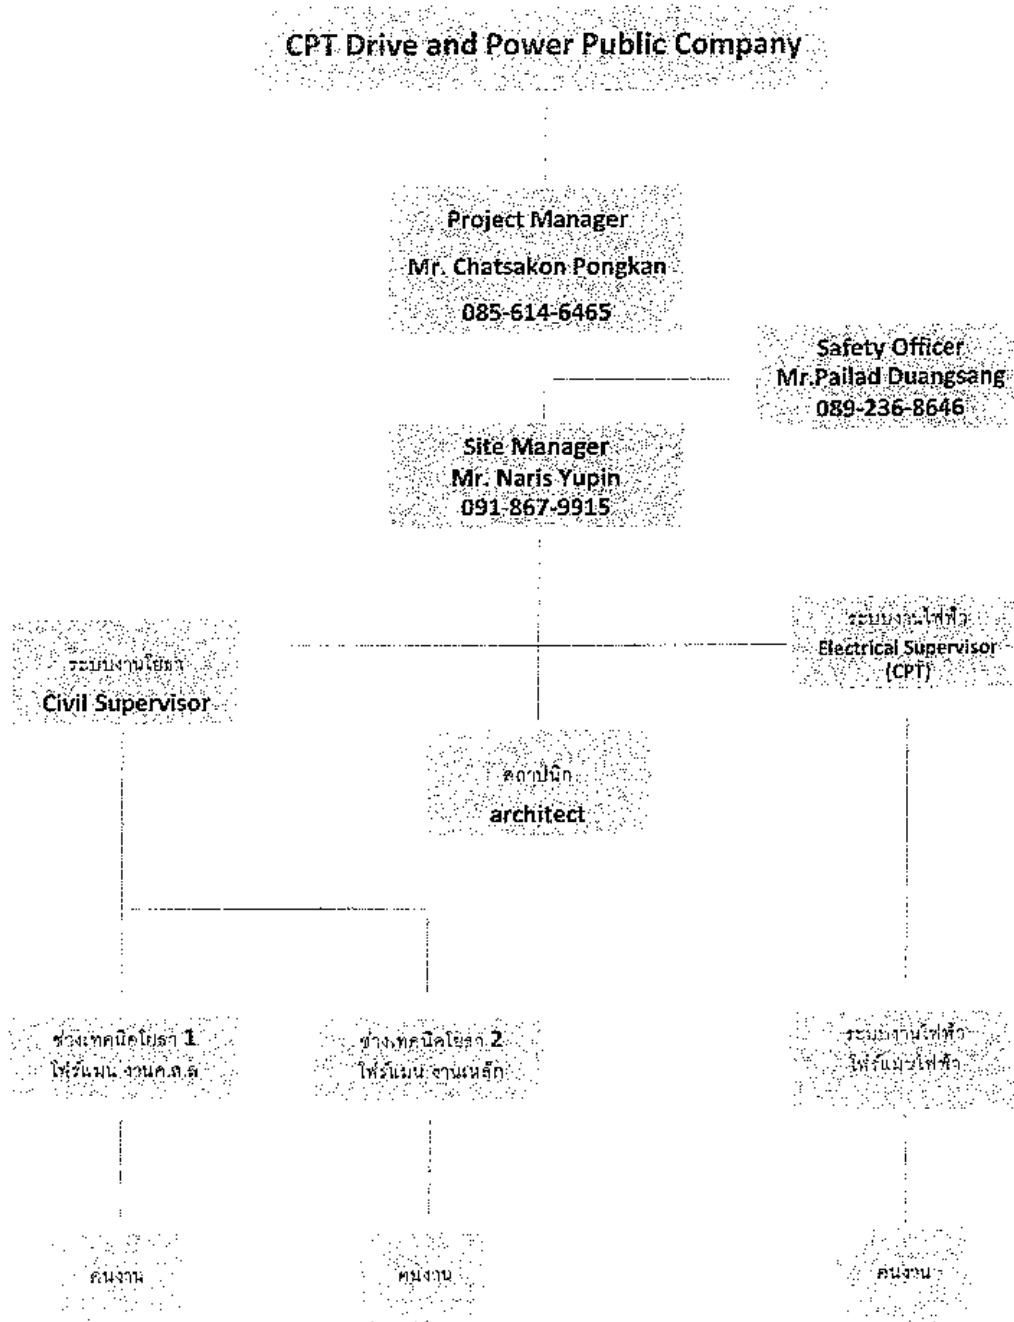 CPT Drive and Power Public Company
Project Manager
Mr. Chatsakon Pongkan
085-614-6465
Safety Officer
Mr.Pailad Duangsang
089-236-8646
Site Manager
Mr. Naris Yupin
091-867-9915
ระบบงานโยธา
Civil Supervisor
ระบบงานไฟฟ้า
Electrical Supervisor
(CPT)
สถาปนิก
architect
ช่างเทคนิคโยธา 1
โฟร์แมน งานค.ส.ล
ช่างเทคนิคโยธา 2
โฟร์แมน งานเหล็ก
ระบบงานไฟฟ้า
โฟร์แมนไฟฟ้า
คนงาน
คนงาน
คนงาน